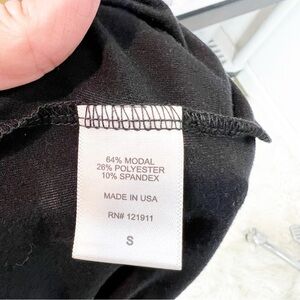 64% MODAL
26% POLYESTER
10% SPANDEX
MADE IN USA
RN# 121911
S